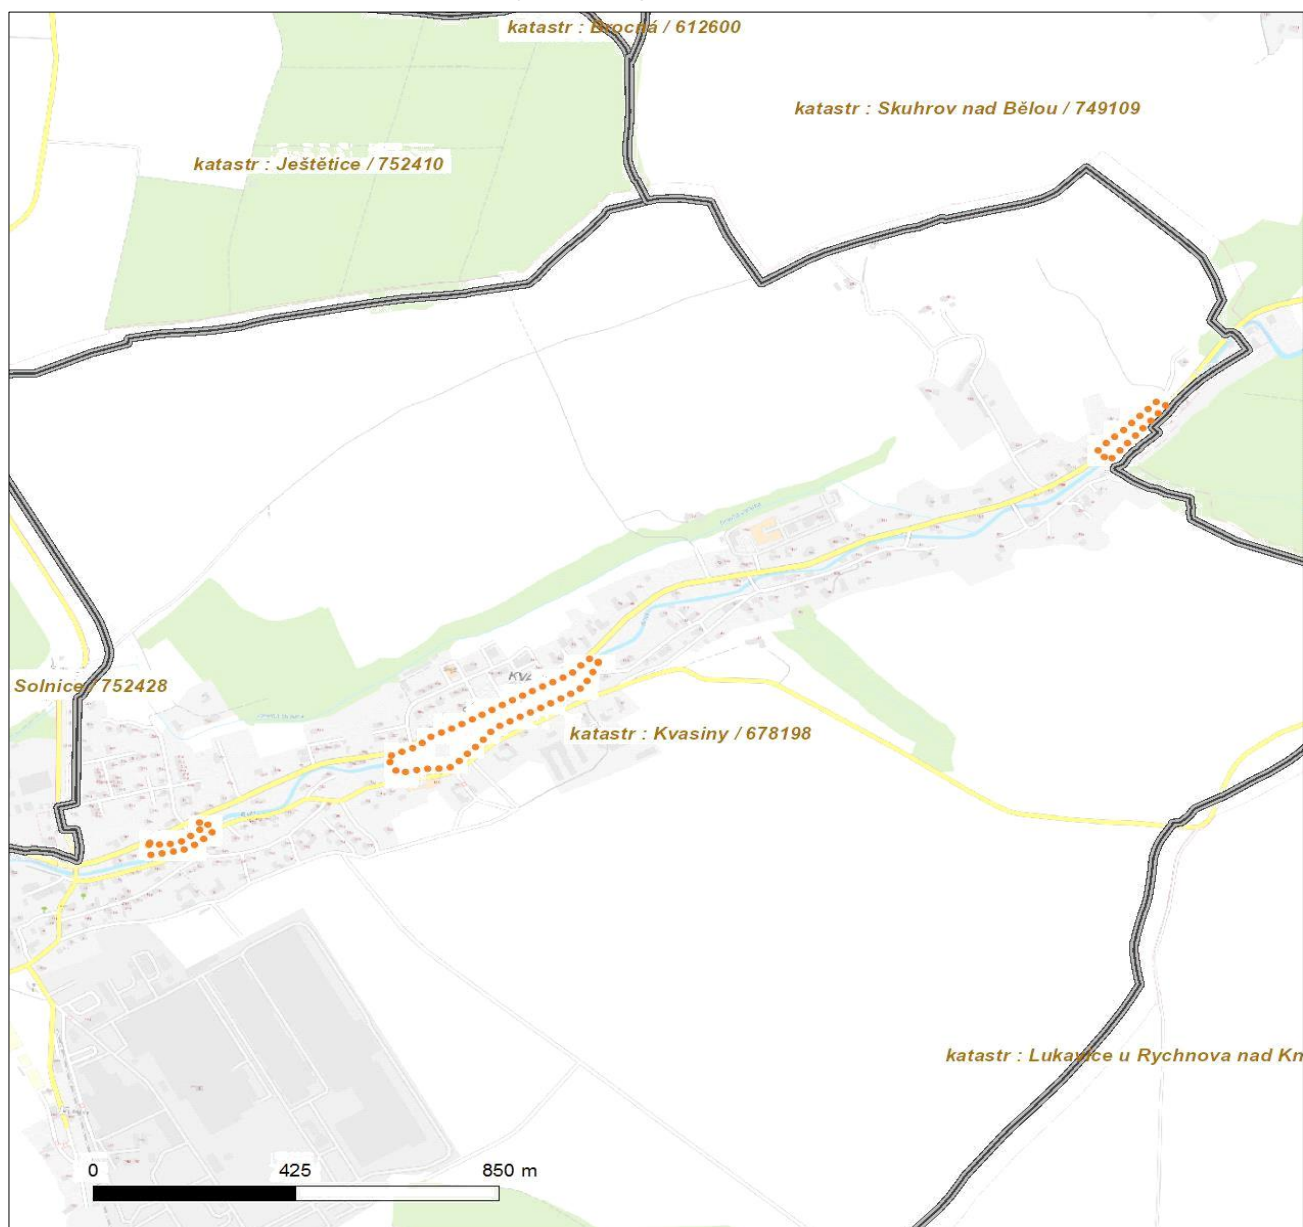 katastr : Brocná / 612600
katastr : Skuhrov nad Bělou / 749109
katastr : Ještětice / 752410
Solnice / 752428
katastr : Kvasiny / 678198
katastr : Lukavice u Rychnova nad Kn
0 425 850 m